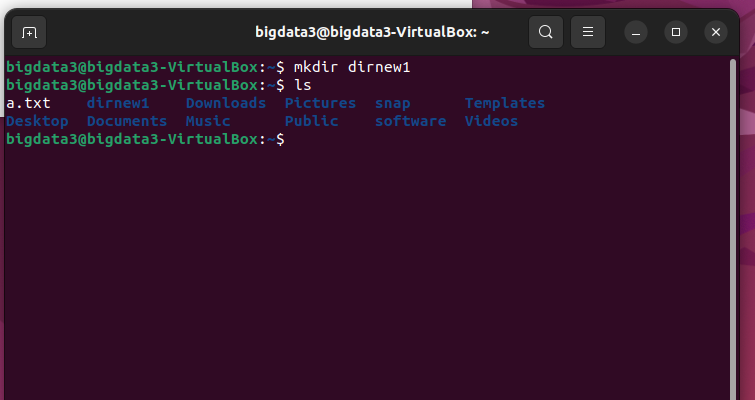 bigdata3@bigdata3-VirtualBox: ~
bigdata3@bigdata3-VirtualBox:~$ mkdir dirnew1
bigdata3@bigdata3-VirtualBox:~$ ls
a.txt    dirnew1    Downloads  Pictures  snap      Templates
Desktop  Documents  Music      Public    software  Videos
bigdata3@bigdata3-VirtualBox:~$